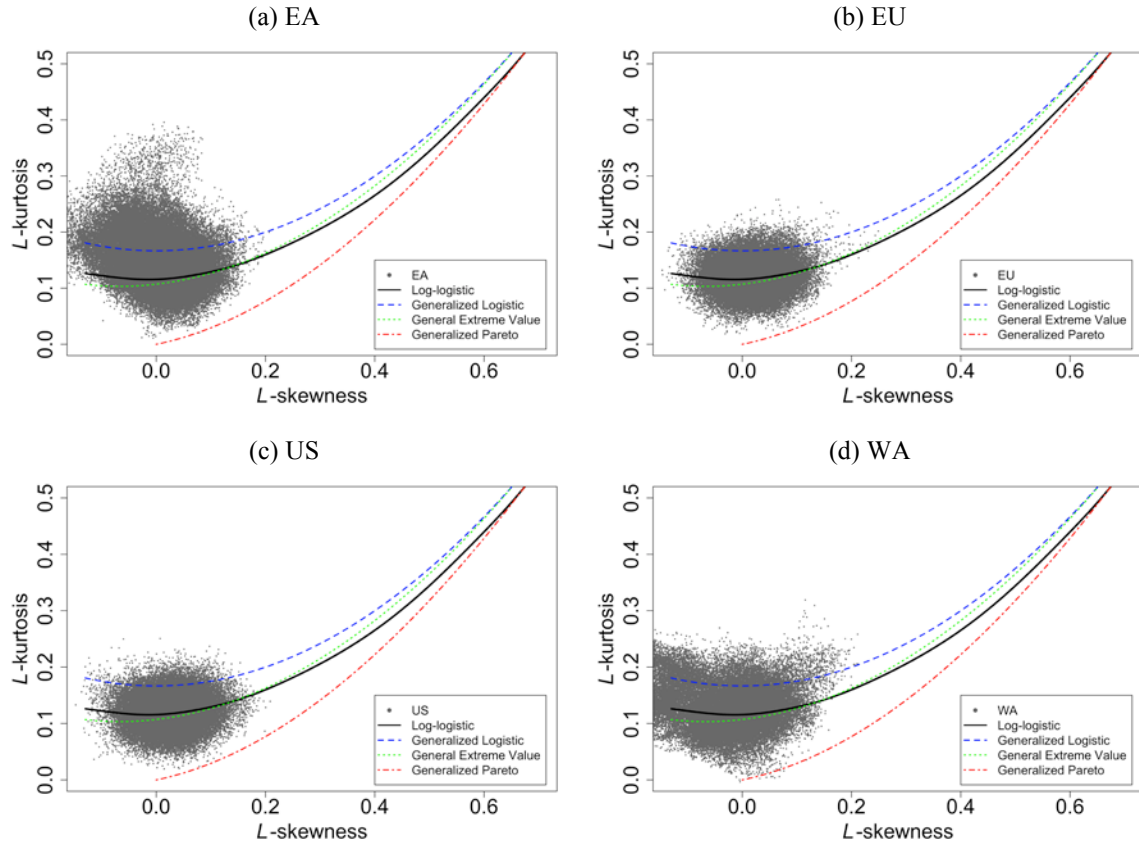 (a) EA
(b) EU
L-kurtosis
0.0 0.1 0.2 0.3 0.4 0.5
EA
Log-logistic
Generalized Logistic
General Extreme Value
Generalized Pareto
0.0 0.2 0.4 0.6
L-skewness
L-kurtosis
0.0 0.1 0.2 0.3 0.4 0.5
EU
Log-logistic
Generalized Logistic
General Extreme Value
Generalized Pareto
0.0 0.2 0.4 0.6
L-skewness
(c) US
(d) WA
L-kurtosis
0.0 0.1 0.2 0.3 0.4 0.5
US
Log-logistic
Generalized Logistic
General Extreme Value
Generalized Pareto
0.0 0.2 0.4 0.6
L-skewness
L-kurtosis
0.0 0.1 0.2 0.3 0.4 0.5
WA
Log-logistic
Generalized Logistic
General Extreme Value
Generalized Pareto
0.0 0.2 0.4 0.6
L-skewness